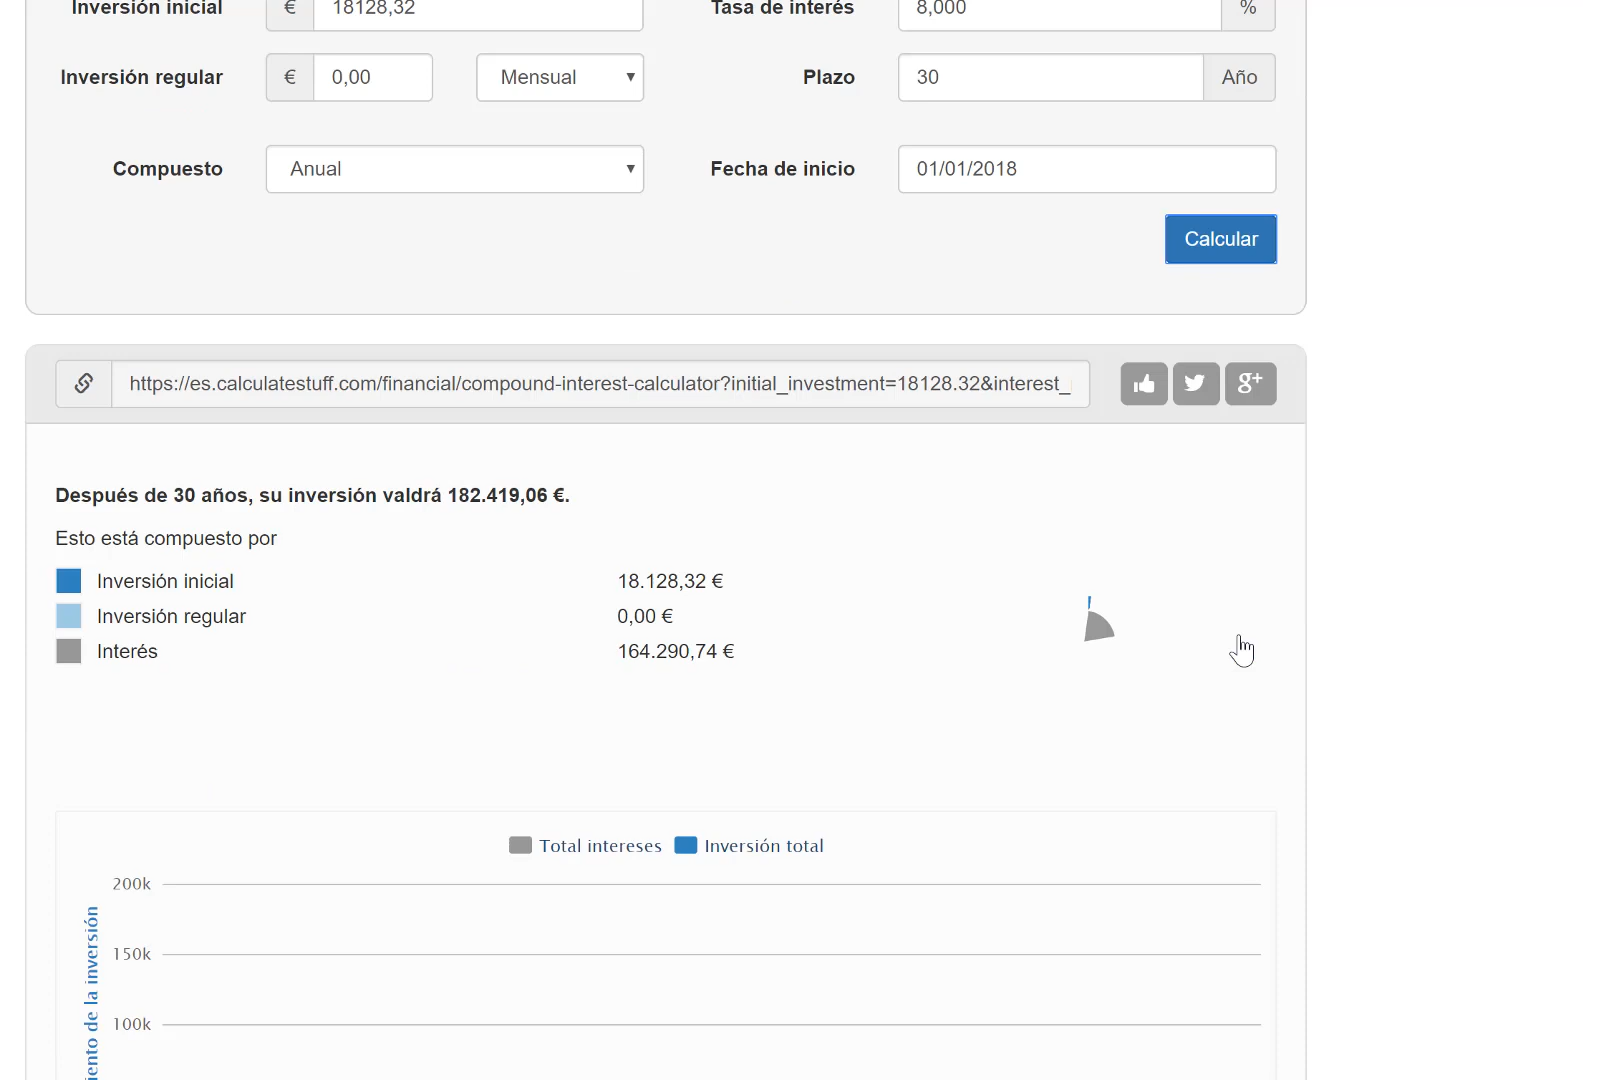 Inversión inicial € 18128,32 Tasa de interés 8,000 %
Inversión regular € 0,00 Mensual Plazo 30 Año
Compuesto Anual Fecha de inicio 01/01/2018
Calcular
https://es.calculatestuff.com/financial/compound-interest-calculator?initial_investment=18128.32&interest_
g+
Después de 30 años, su inversión valdrá 182.419,06 €.
Esto está compuesto por
Inversión inicial 18.128,32 €
Inversión regular 0,00 €
Interés 164.290,74 €
Total intereses Inversión total
200k
150k
100k
iento de la inversión